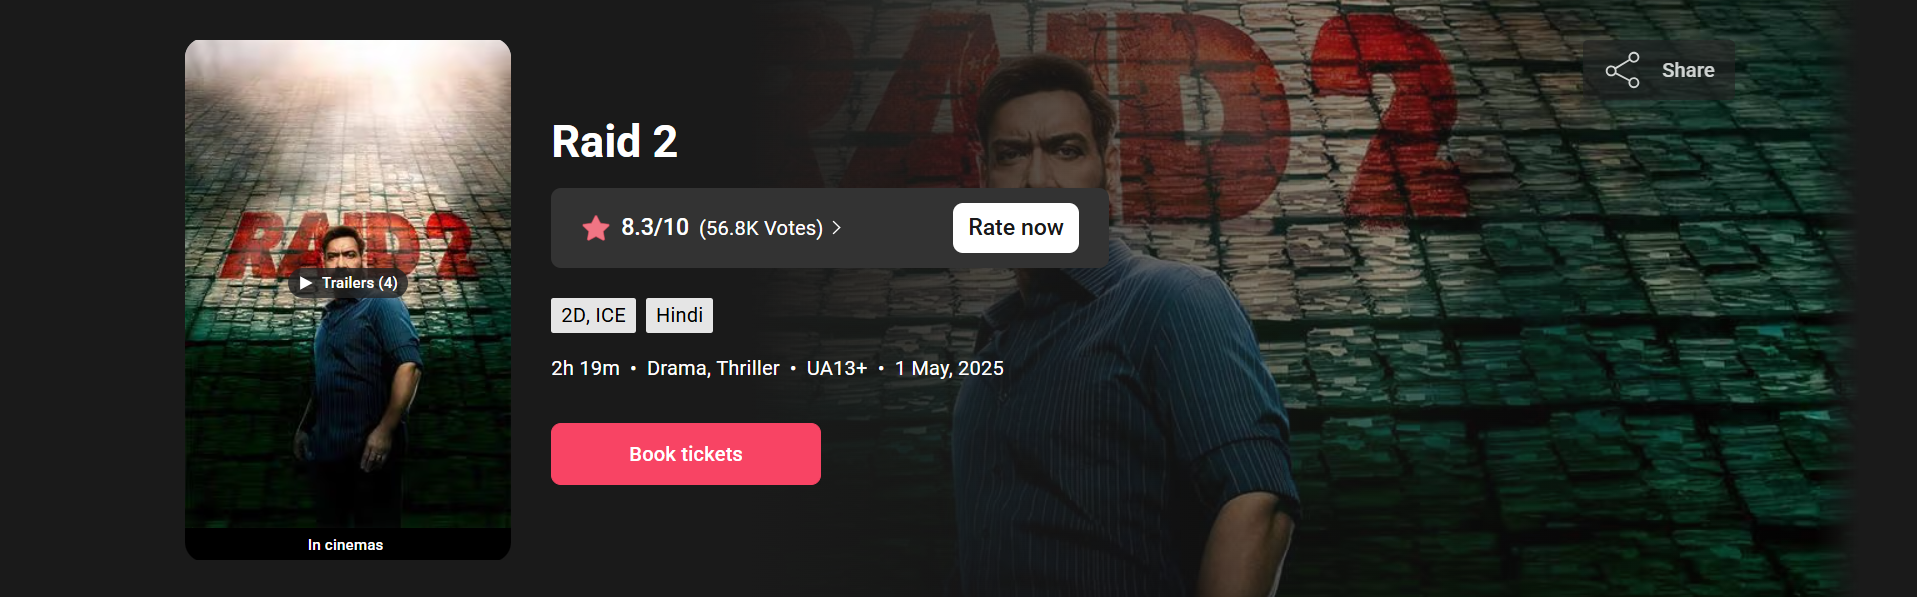 RAID 2
Trailers (4)
In cinemas
Raid 2
8.3/10 (56.8K Votes)
Rate now
2D, ICE Hindi
2h 19m • Drama, Thriller • UA13+ • 1 May, 2025
Book tickets
RAID 2
Share